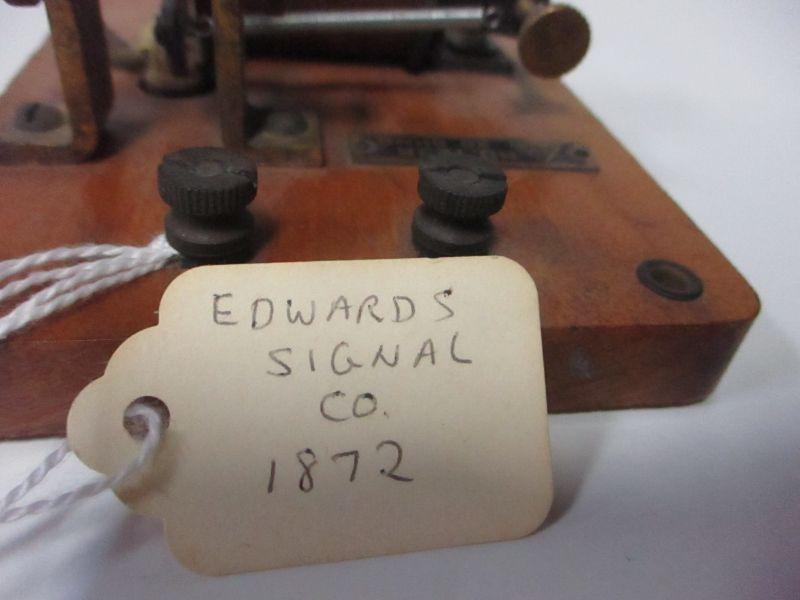 EDWARDS
SIGNAL
CO.
1872